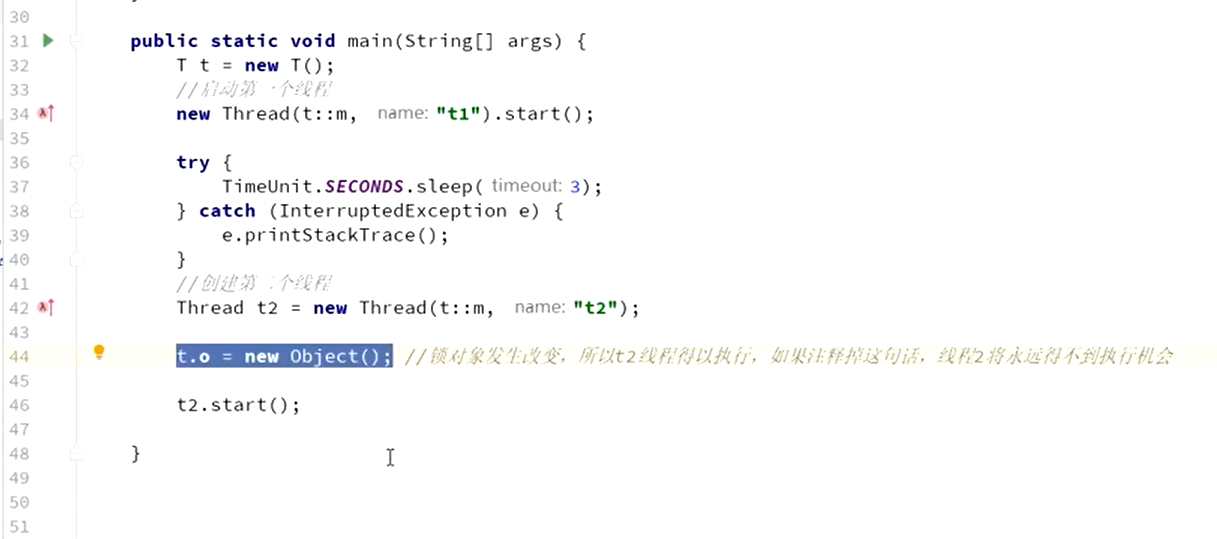 30
31 public static void main(String[] args) {
32 T t = new T();
33 //启动第一个线程
34 new Thread(t::m, name: "t1").start();
35
36 try {
37 TimeUnit.SECONDS.sleep( timeout: 3);
38 } catch (InterruptedException e) {
39 e.printStackTrace();
40 }
41 //创建第二个线程
42 Thread t2 = new Thread(t::m, name: "t2");
43
44 t.o = new Object(); //锁对象发生改变，所以t2线程得以执行，如果注释掉这句话，线程2将永远得不到执行机会
45
46 t2.start();
47
48 }
49
50
51